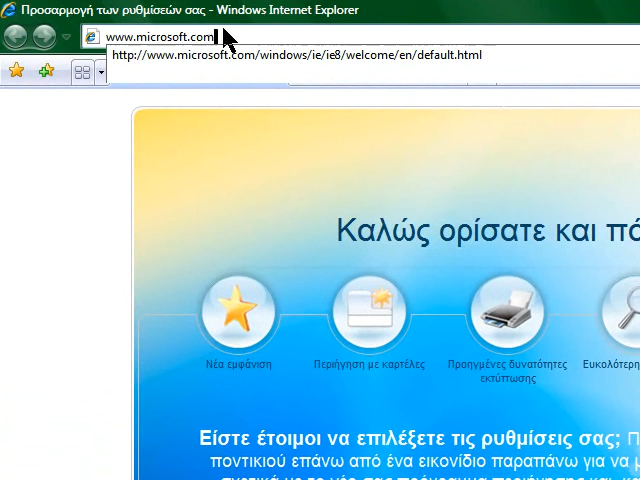 Προσαρμογή των ρυθμίσεών σας - Windows Internet Explorer
www.microsoft.com
http://www.microsoft.com/windows/ie/ie8/welcome/en/default.html
Καλώς ορίσατε και
Νέα εμφάνιση
Περιήγηση με καρτέλες
Προηγμένες δυνατότητες
εκτύπωσης
Είστε έτοιμοι να επιλέξετε τις ρυθμίσεις σας;
ποντικιού επάνω από ένα εικονίδιο παραπάνω για να